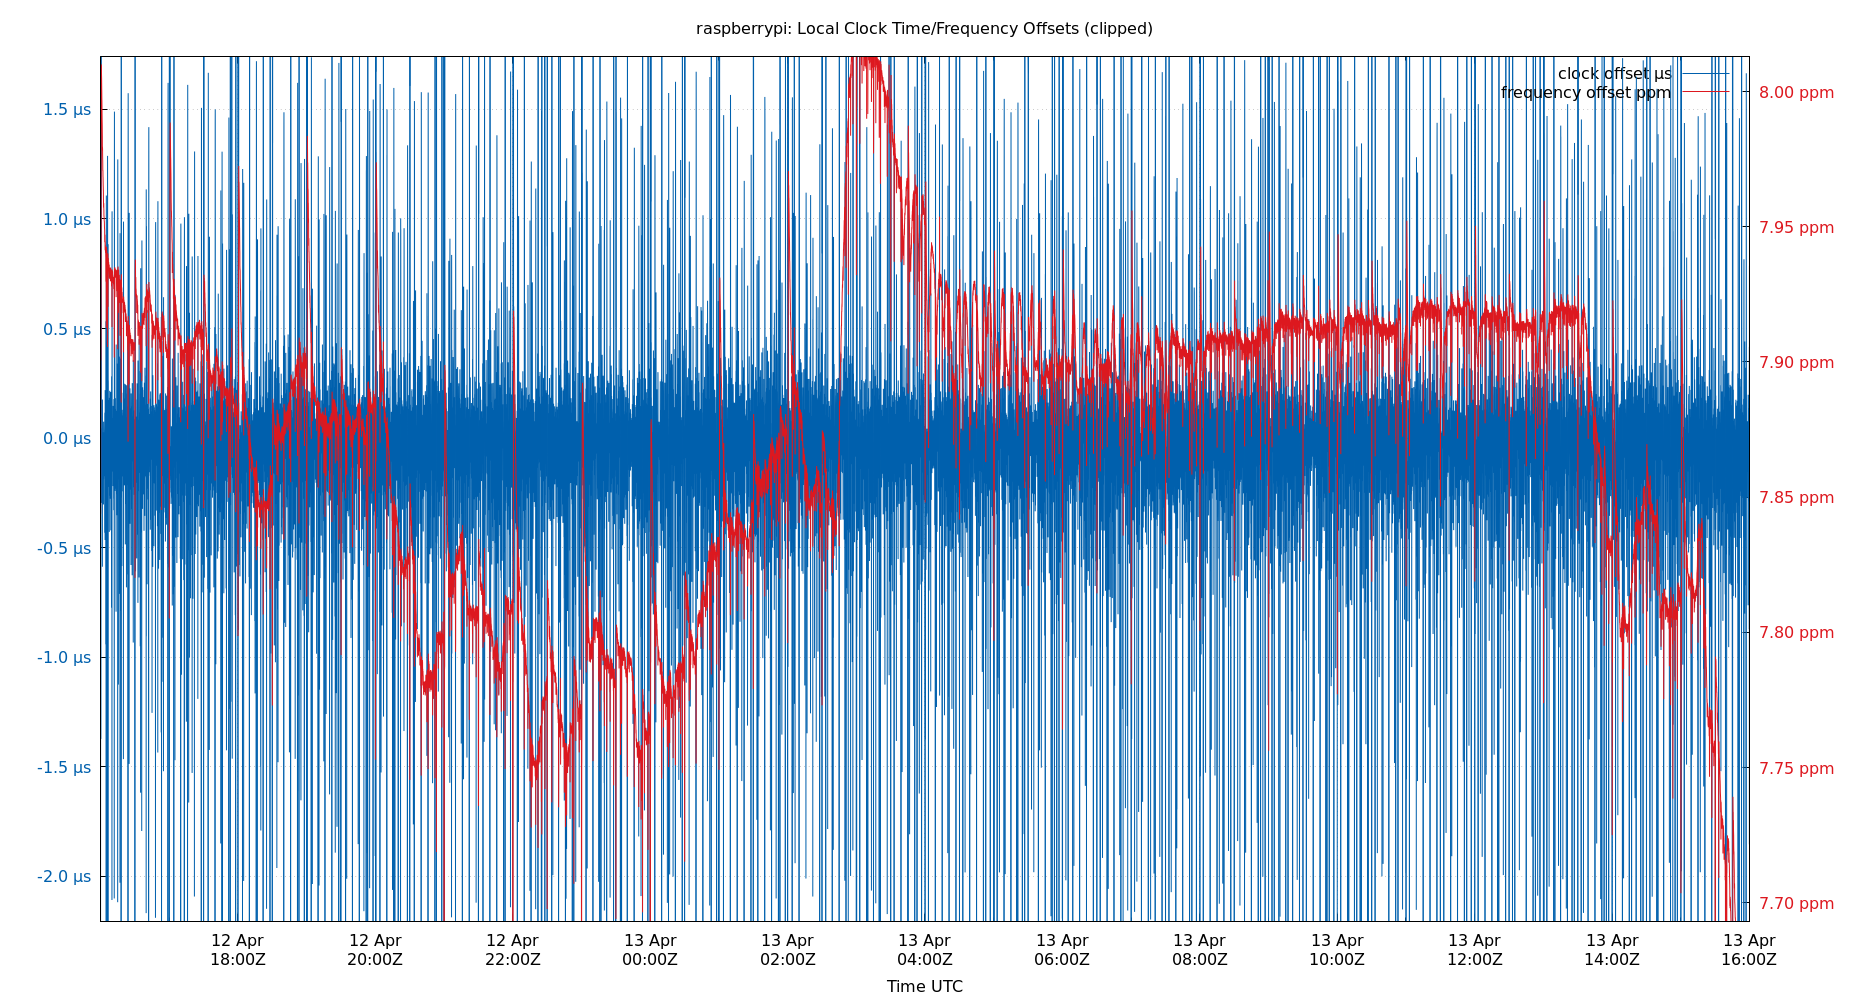 raspberrypi: Local Clock Time/Frequency Offsets (clipped)
clock offset µs
frequency offset ppm
1.5 µs
1.0 µs
0.5 µs
0.0 µs
-0.5 µs
-1.0 µs
-1.5 µs
-2.0 µs
8.00 ppm
7.95 ppm
7.90 ppm
7.85 ppm
7.80 ppm
7.75 ppm
7.70 ppm
12 Apr 12 Apr 12 Apr 13 Apr 13 Apr 13 Apr 13 Apr 13 Apr 13 Apr 13 Apr 13 Apr 13 Apr
18:00Z 20:00Z 22:00Z 00:00Z 02:00Z 04:00Z 06:00Z 08:00Z 10:00Z 12:00Z 14:00Z 16:00Z
Time UTC